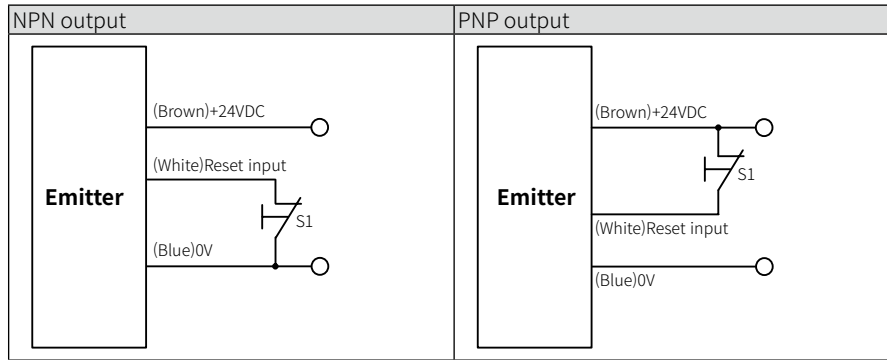 NPN output
PNP output
(Brown)+24VDC
(White)Reset input
Emitter
S1
(Blue)0V
(Brown)+24VDC
S1
Emitter
(White)Reset input
(Blue)0V